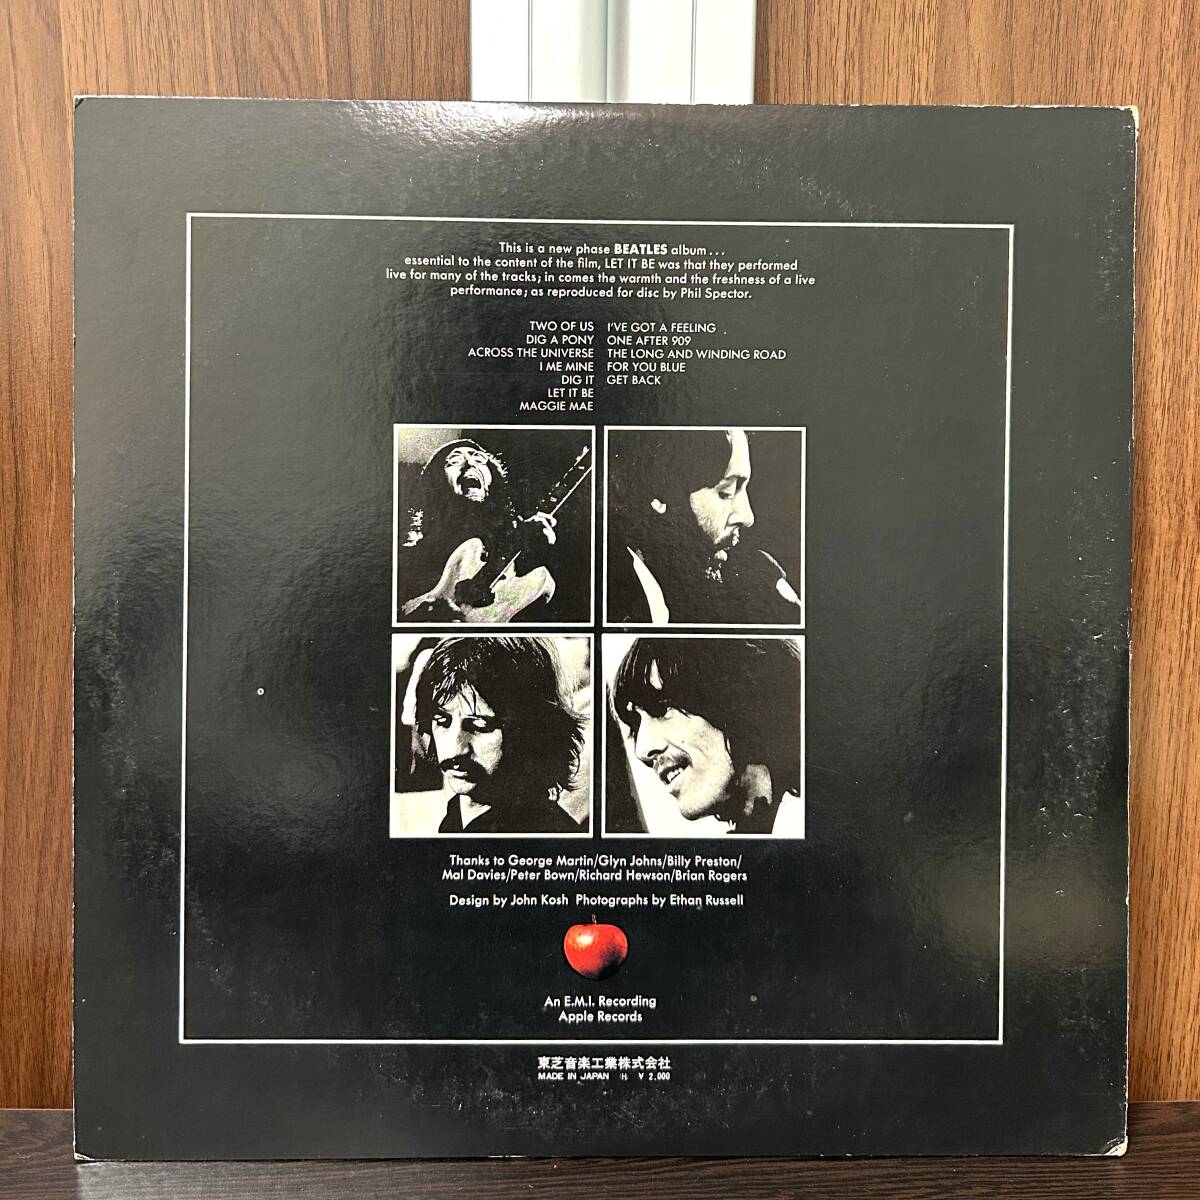 This is a new phase BEATLES album...
essential to the content of the film, LET IT BE was that they performed
live for many of the tracks; in comes the warmth and the freshness of a live
performance; as reproduced for disc by Phil Spector.
TWO OF US
DIG A PONY
ACROSS THE UNIVERSE
I ME MINE
DIG IT
LET IT BE
MAGGIE MAE
I'VE GOT A FEELING
ONE AFTER 909
THE LONG AND WINDING ROAD
FOR YOU BLUE
GET BACK
Thanks to George Martin/Glyn Johns/Billy Preston/
Mal Davies/Peter Bown/Richard Hewson/Brian Rogers
Design by John Kosh Photographs by Ethan Russell
An E.M.I. Recording
Apple Records
東芝音楽工業株式会社
MADE IN JAPAN ¥ 2,000